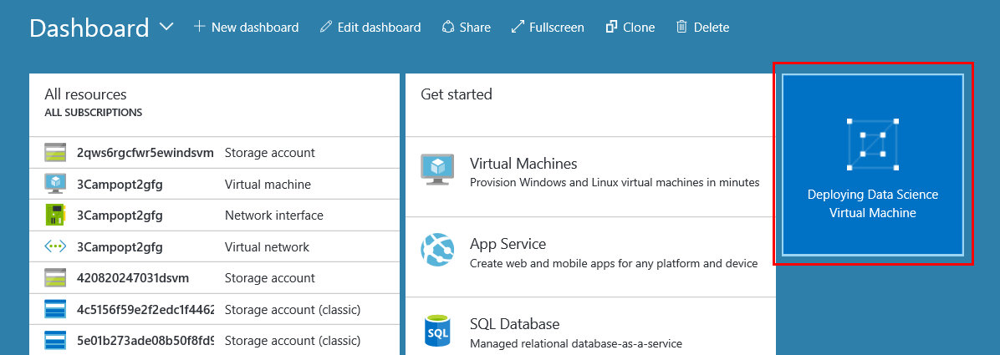 Dashboard
New dashboard
Edit dashboard
Share
Fullscreen
Clone
Delete
All resources
ALL SUBSCRIPTIONS
2qws6rgcfwr5ewindsvm Storage account
3Campopt2gfg Virtual machine
3Campopt2gfg Network interface
3Campopt2gfg Virtual network
420820247031dsvm Storage account
4c5156f59e2f2edc1f4462 Storage account (classic)
5e01b273ade08b50f8fd9 Storage account (classic)
Get started
Virtual Machines
Provision Windows and Linux virtual machines in minutes
App Service
Create web and mobile apps for any platform and device
SQL
SQL Database
Managed relational database-as-a-service
Deploying Data Science
Virtual Machine